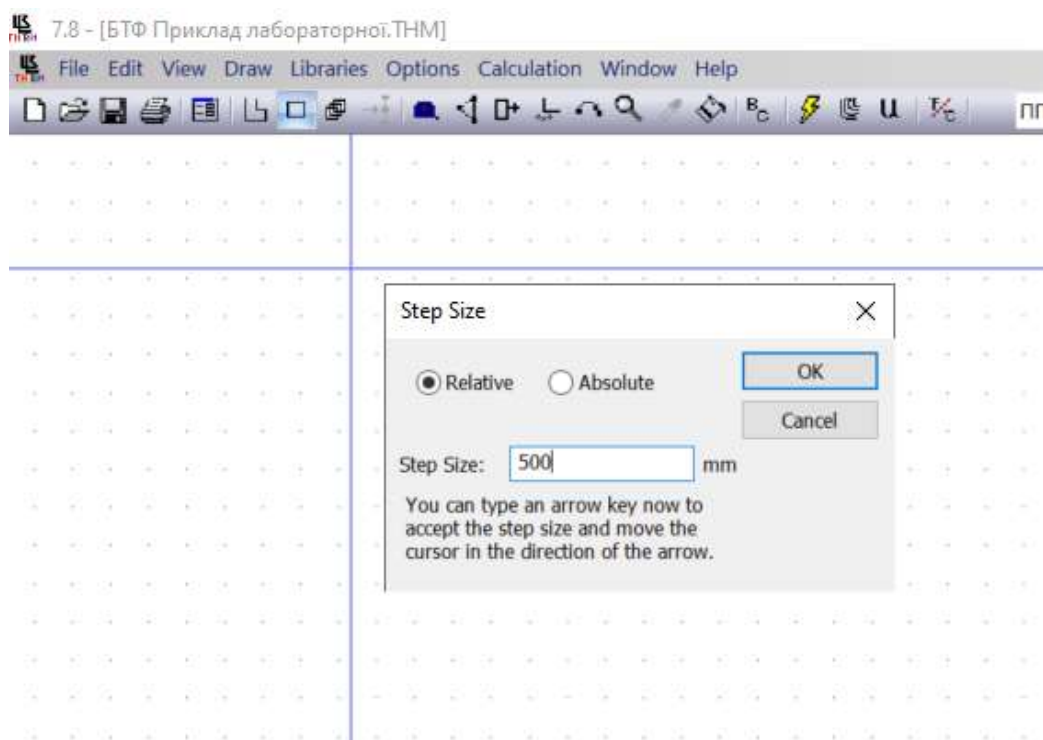 7.8 - [БТФ Приклад лабораторної.THM]
File Edit View Draw Libraries Options Calculation Window Help
Step Size
Relative Absolute OK
Cancel
Step Size: 500 mm
You can type an arrow key now to
accept the step size and move the
cursor in the direction of the arrow.